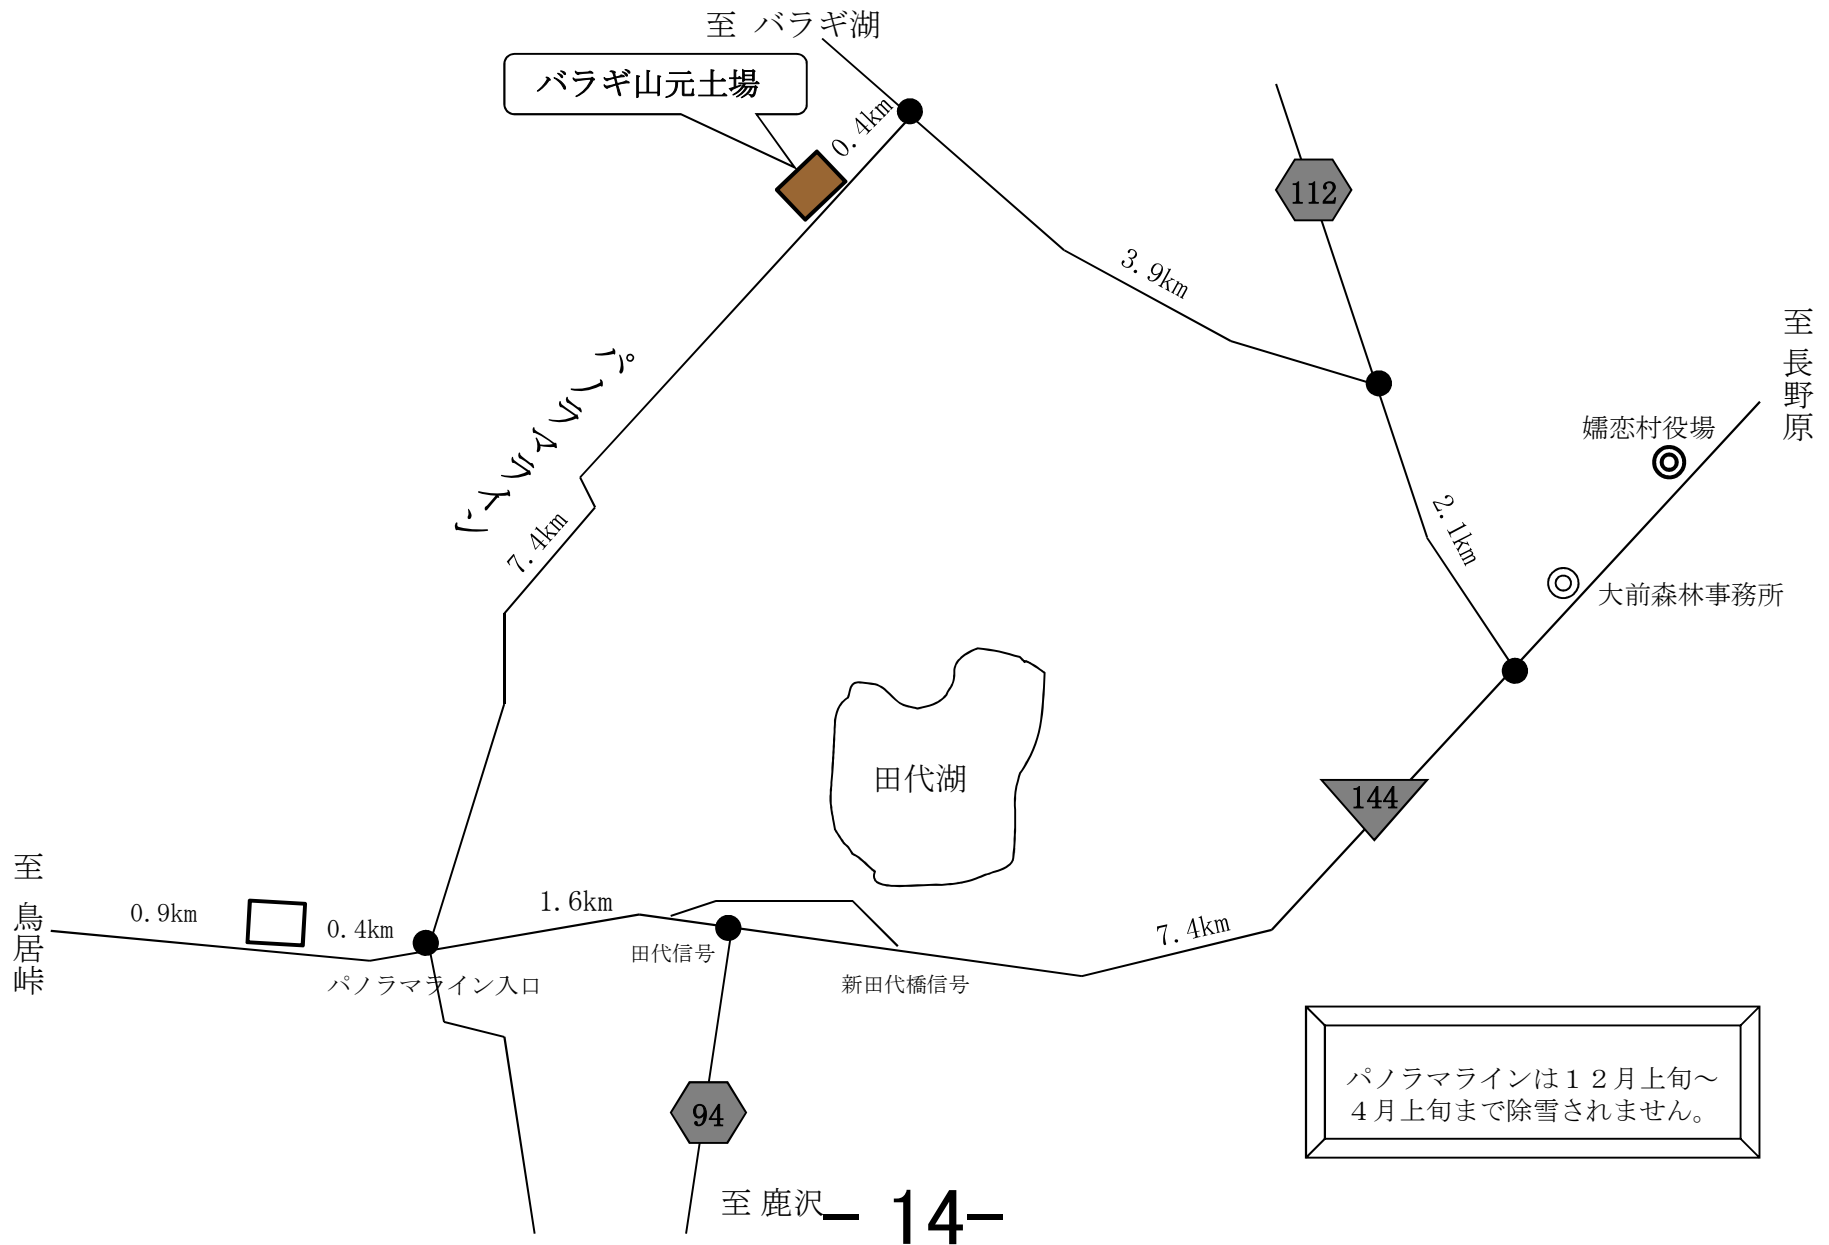 至 バラギ湖
バラギ山元土場
0.4km
112
3.9km
至 長野原
パノラマライン
嬬恋村役場
7.4km
2.1km
大前森林事務所
田代湖
144
至 鳥居峠
0.9km
0.4km
1.6km
7.4km
田代信号
パノラマライン入口
新田代橋信号
パノラマラインは12月上旬~
4月上旬まで除雪されません。
94
至 鹿沢
- 14-